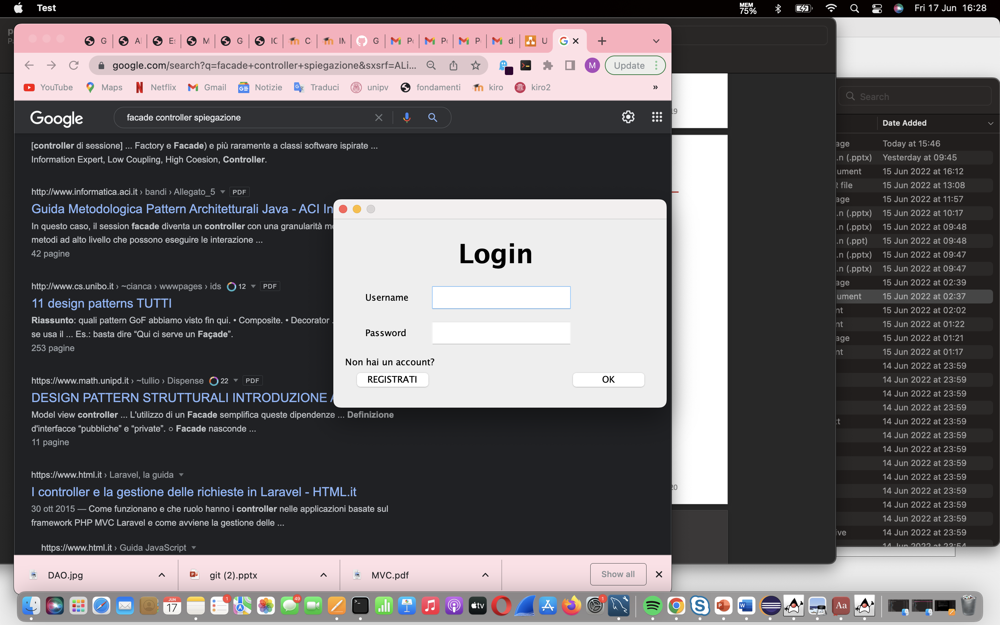 Test
MEM
75%
Fri 17 Jun 16:28
G
Al
M
G
IC
C
IM
G
P
P
P
di
U
google.com/search?q=facade+controller+spiegazione&sxsrf=ALi...
M
Update
YouTube
Maps
Netflix
Gmail
Notizie
Traduci
unipv
fondamenti
kiro
kiro2
»
Google
facade controller spiegazione
[controller di sessione] ... Factory e Facade) e più raramente a classi software ispirate ...
Information Expert, Low Coupling, High Coesion, Controller.
http://www.informatica.aci.it › bandi › Allegato_5
PDF
Guida Metodologica Pattern Architetturali Java - ACI In
In questo caso, il session facade diventa un controller con una granularità mo
metodi ad alto livello che possono eseguire le interazione ...
42 pagine
http://www.cs.unibo.it › ~cianca › wwwpages › ids
12
PDF
11 design patterns TUTTI
Riassunto: quali pattern GoF abbiamo visto fin qui. • Composite. • Decorator .
se usa il ... Es.: basta dire “Qui ci serve un Façade”.
253 pagine
https://www.math.unipd.it › ~tullio › Dispense
22
PDF
DESIGN PATTERN STRUTTURALI INTRODUZIONE A
Model view controller ... L'utilizzo di un Facade semplifica queste dipendenze ... Definizione
d'interfacce “pubbliche” e “private”. ○ Facade nasconde ...
11 pagine
https://www.html.it › Laravel, la guida
I controller e la gestione delle richieste in Laravel - HTML.it
30 ott 2015 — Come funzionano e che ruolo hanno i controller nelle applicazioni basate sul
framework PHP MVC Laravel e come avviene la gestione delle ...
https://www.html.it › Guida JavaScript
Login
Username
Password
Non hai un account?
REGISTRATI
OK
19
20
Search
Date Added
age Today at 15:46
.n (.pptx) Yesterday at 09:45
ument 15 Jun 2022 at 16:12
R file 15 Jun 2022 at 13:08
age 15 Jun 2022 at 11:57
.n (.pptx) 15 Jun 2022 at 10:17
.n (.pptx) 15 Jun 2022 at 09:48
.n (.ppt) 15 Jun 2022 at 09:48
.n (.pptx) 15 Jun 2022 at 09:47
.n (.pptx) 15 Jun 2022 at 09:47
age 15 Jun 2022 at 02:39
ument 15 Jun 2022 at 02:37
nt 15 Jun 2022 at 02:02
nt 15 Jun 2022 at 01:22
age 15 Jun 2022 at 01:21
nt 15 Jun 2022 at 01:17
14 Jun 2022 at 23:59
14 Jun 2022 at 23:59
14 Jun 2022 at 23:59
14 Jun 2022 at 23:59
xt 14 Jun 2022 at 23:59
14 Jun 2022 at 23:59
14 Jun 2022 at 23:59
14 Jun 2022 at 23:59
14 Jun 2022 at 23:59
14 Jun 2022 at 23:59
14 Jun 2022 at 23:59
14 Jun 2022 at 23:59
ive 14 Jun 2022 at 23:59
14 Jun 2022 at 23:54
DAO.jpg
git (2).pptx
MVC.pdf
Show all
JUN
17
1
49
tv
1
P
W
Aa